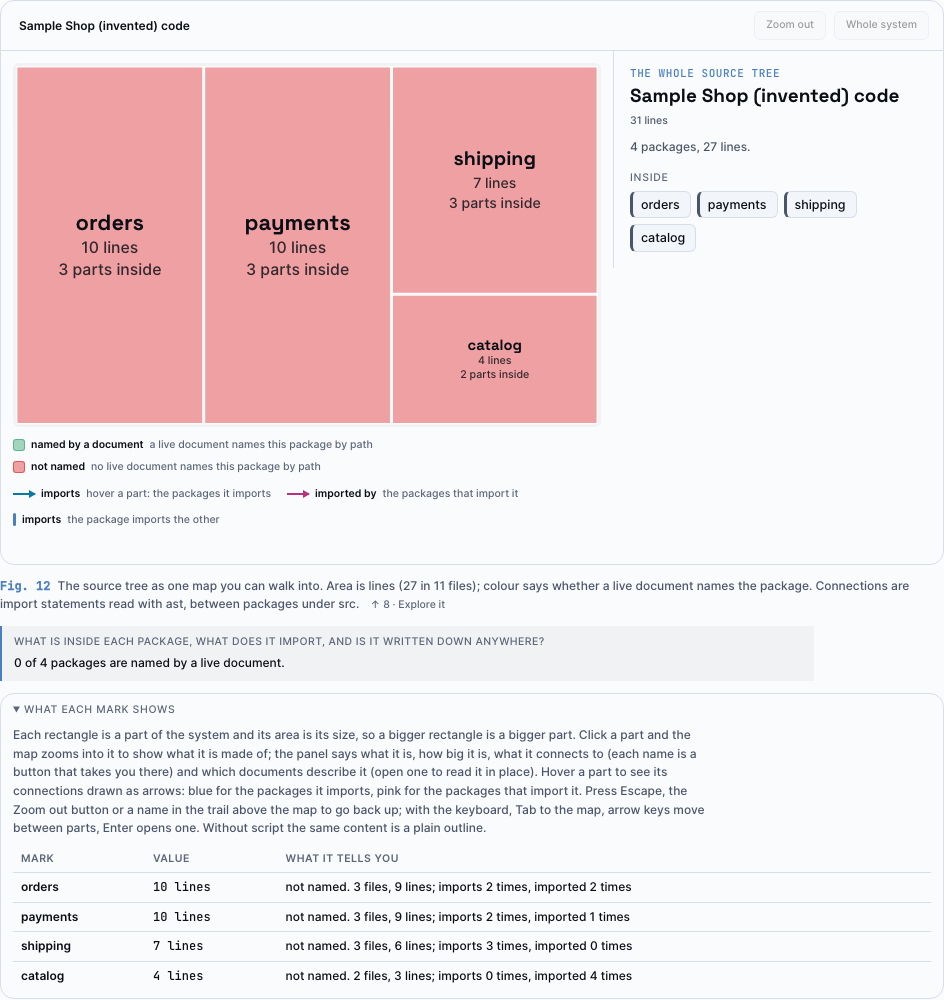 Sample Shop (invented) code
Zoom out
Whole system
orders
10 lines
3 parts inside
payments
10 lines
3 parts inside
shipping
7 lines
3 parts inside
catalog
4 lines
2 parts inside
THE WHOLE SOURCE TREE
Sample Shop (invented) code
31 lines
4 packages, 27 lines.
INSIDE
orders
payments
shipping
catalog
named by a document a live document names this package by path
not named no live document names this package by path
imports hover a part: the packages it imports imported by the packages that import it
imports the package imports the other
Fig. 12 The source tree as one map you can walk into. Area is lines (27 in 11 files); colour says whether a live document names the package. Connections are
import statements read with ast, between packages under src. ↑ 8 · Explore it
WHAT IS INSIDE EACH PACKAGE, WHAT DOES IT IMPORT, AND IS IT WRITTEN DOWN ANYWHERE?
0 of 4 packages are named by a live document.
▼ WHAT EACH MARK SHOWS
Each rectangle is a part of the system and its area is its size, so a bigger rectangle is a bigger part. Click a part and the
map zooms into it to show what it is made of; the panel says what it is, how big it is, what it connects to (each name is a
button that takes you there) and which documents describe it (open one to read it in place). Hover a part to see its
connections drawn as arrows: blue for the packages it imports, pink for the packages that import it. Press Escape, the
Zoom out button or a name in the trail above the map to go back up; with the keyboard, Tab to the map, arrow keys move
between parts, Enter opens one. Without script the same content is a plain outline.
MARK VALUE WHAT IT TELLS YOU
orders 10 lines not named. 3 files, 9 lines; imports 2 times, imported 2 times
payments 10 lines not named. 3 files, 9 lines; imports 2 times, imported 1 times
shipping 7 lines not named. 3 files, 6 lines; imports 3 times, imported 0 times
catalog 4 lines not named. 2 files, 3 lines; imports 0 times, imported 4 times